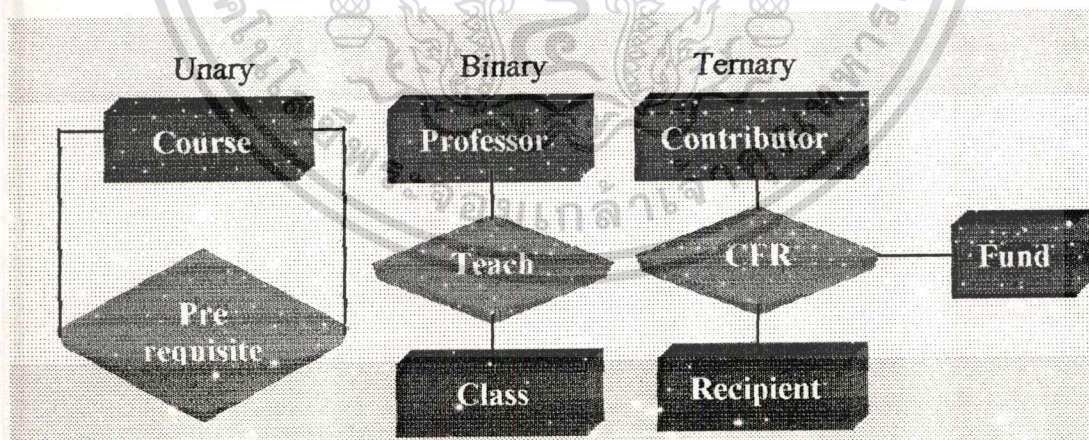 Unary
Binary
Ternary
Course
Professor
Contributor
Teach
CFR
Fund
Pre
requisite
Class
Recipient